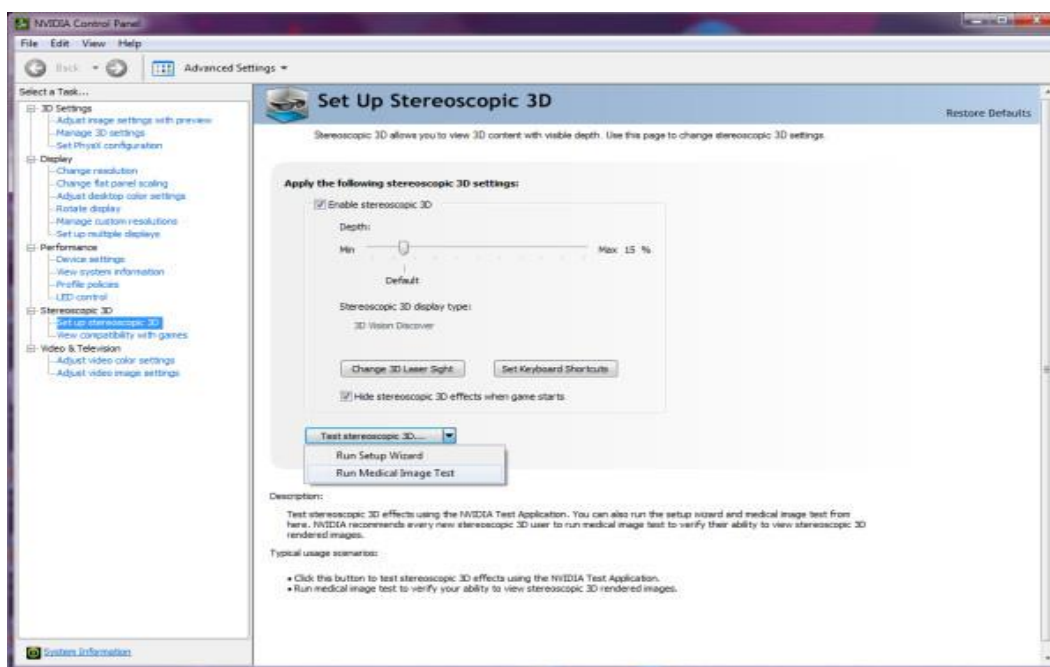 NVIDIA Control Panel
File Edit View Help
Back Advanced Settings
Select a Task...
3D Settings
Adjust image settings with preview
Manage 3D settings
Set PhysX configuration
Display
Change resolution
Change flat panel scaling
Adjust desktop color settings
Rotate display
Manage custom resolutions
Set up multiple displays
Performance
Device settings
View system information
Profile policies
LED control
Stereoscopic 3D
Set up stereoscopic 3D
View compatibility with games
Video & Television
Adjust video color settings
Adjust video image settings
System Information
Set Up Stereoscopic 3D
Restore Defaults
Stereoscopic 3D allows you to view 3D content with visible depth. Use this page to change stereoscopic 3D settings.
Apply the following stereoscopic 3D settings:
Enable stereoscopic 3D
Depth:
Min Max 15 %
Default
Stereoscopic 3D display type:
3D Vision Discover
Change 3D Laser Sight Set Keyboard Shortcuts
Hide stereoscopic 3D effects when game starts
Test stereoscopic 3D...
Run Setup Wizard
Run Medical Image Test
Description:
Test stereoscopic 3D effects using the NVIDIA Test Application. You can also run the setup wizard and medical image test from
here. NVIDIA recommends every new stereoscopic 3D user to run medical image test to verify their ability to view stereoscopic 3D
rendered images.
Typical usage scenarios:
• Click this button to test stereoscopic 3D effects using the NVIDIA Test Application.
• Run medical image test to verify your ability to view stereoscopic 3D rendered images.